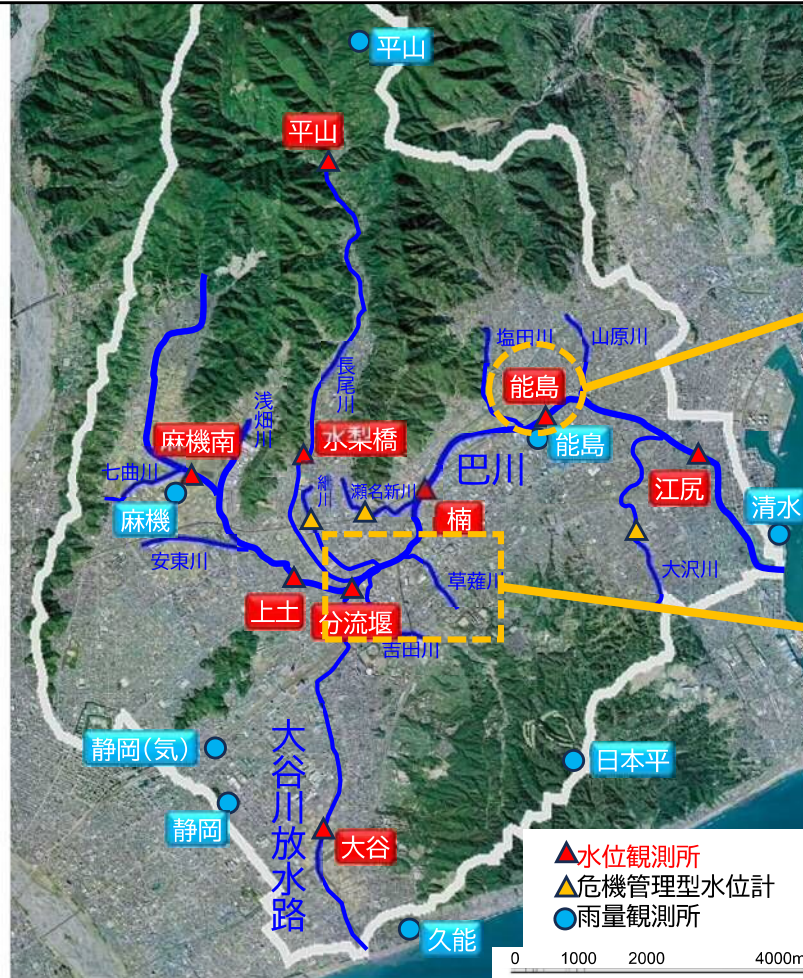 平山
平山
塩田川
山原川
長尾川
能島
浅畑川
麻機南
水梨橋
能島
七曲川
巴川
江尻
瀬名新川
麻機
楠
清水
安東川
大沢川
草薙川
上土
分流堰
吉田川
大谷川放水路
静岡(気)
日本平
静岡
大谷
久能
水位観測所
危機管理型水位計
雨量観測所
0 1000 2000 4000m